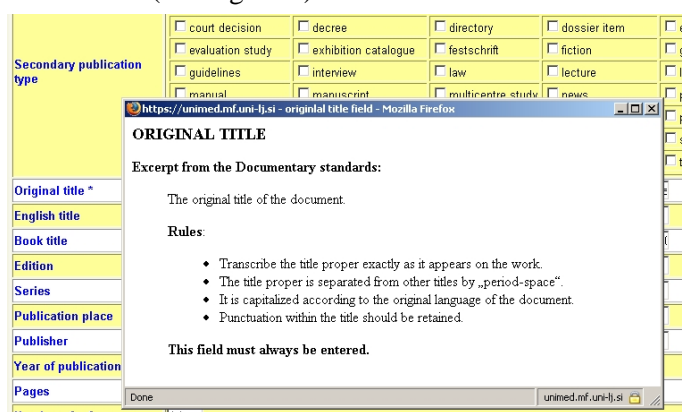 court decision decree directory dossier item
evaluation study exhibition catalogue festschrift fiction
Secondary publication
type
guidelines interview law lecture
manual manuscript multicentre study news
https://unimed.mf.uni-lj.si - originlal title field - Mozilla Firefox
ORIGINAL TITLE
Excerpt from the Documentary standards:
The original title of the document.
Rules:
• Transcribe the title proper exactly as it appears on the work.
• The title proper is separated from other titles by „period-space“.
• It is capitalized according to the original language of the document.
• Punctuation within the title should be retained.
This field must always be entered.
Done unimed.mf.uni-lj.si
Original title *
English title
Book title
Edition
Series
Publication place
Publisher
Year of publication
Pages